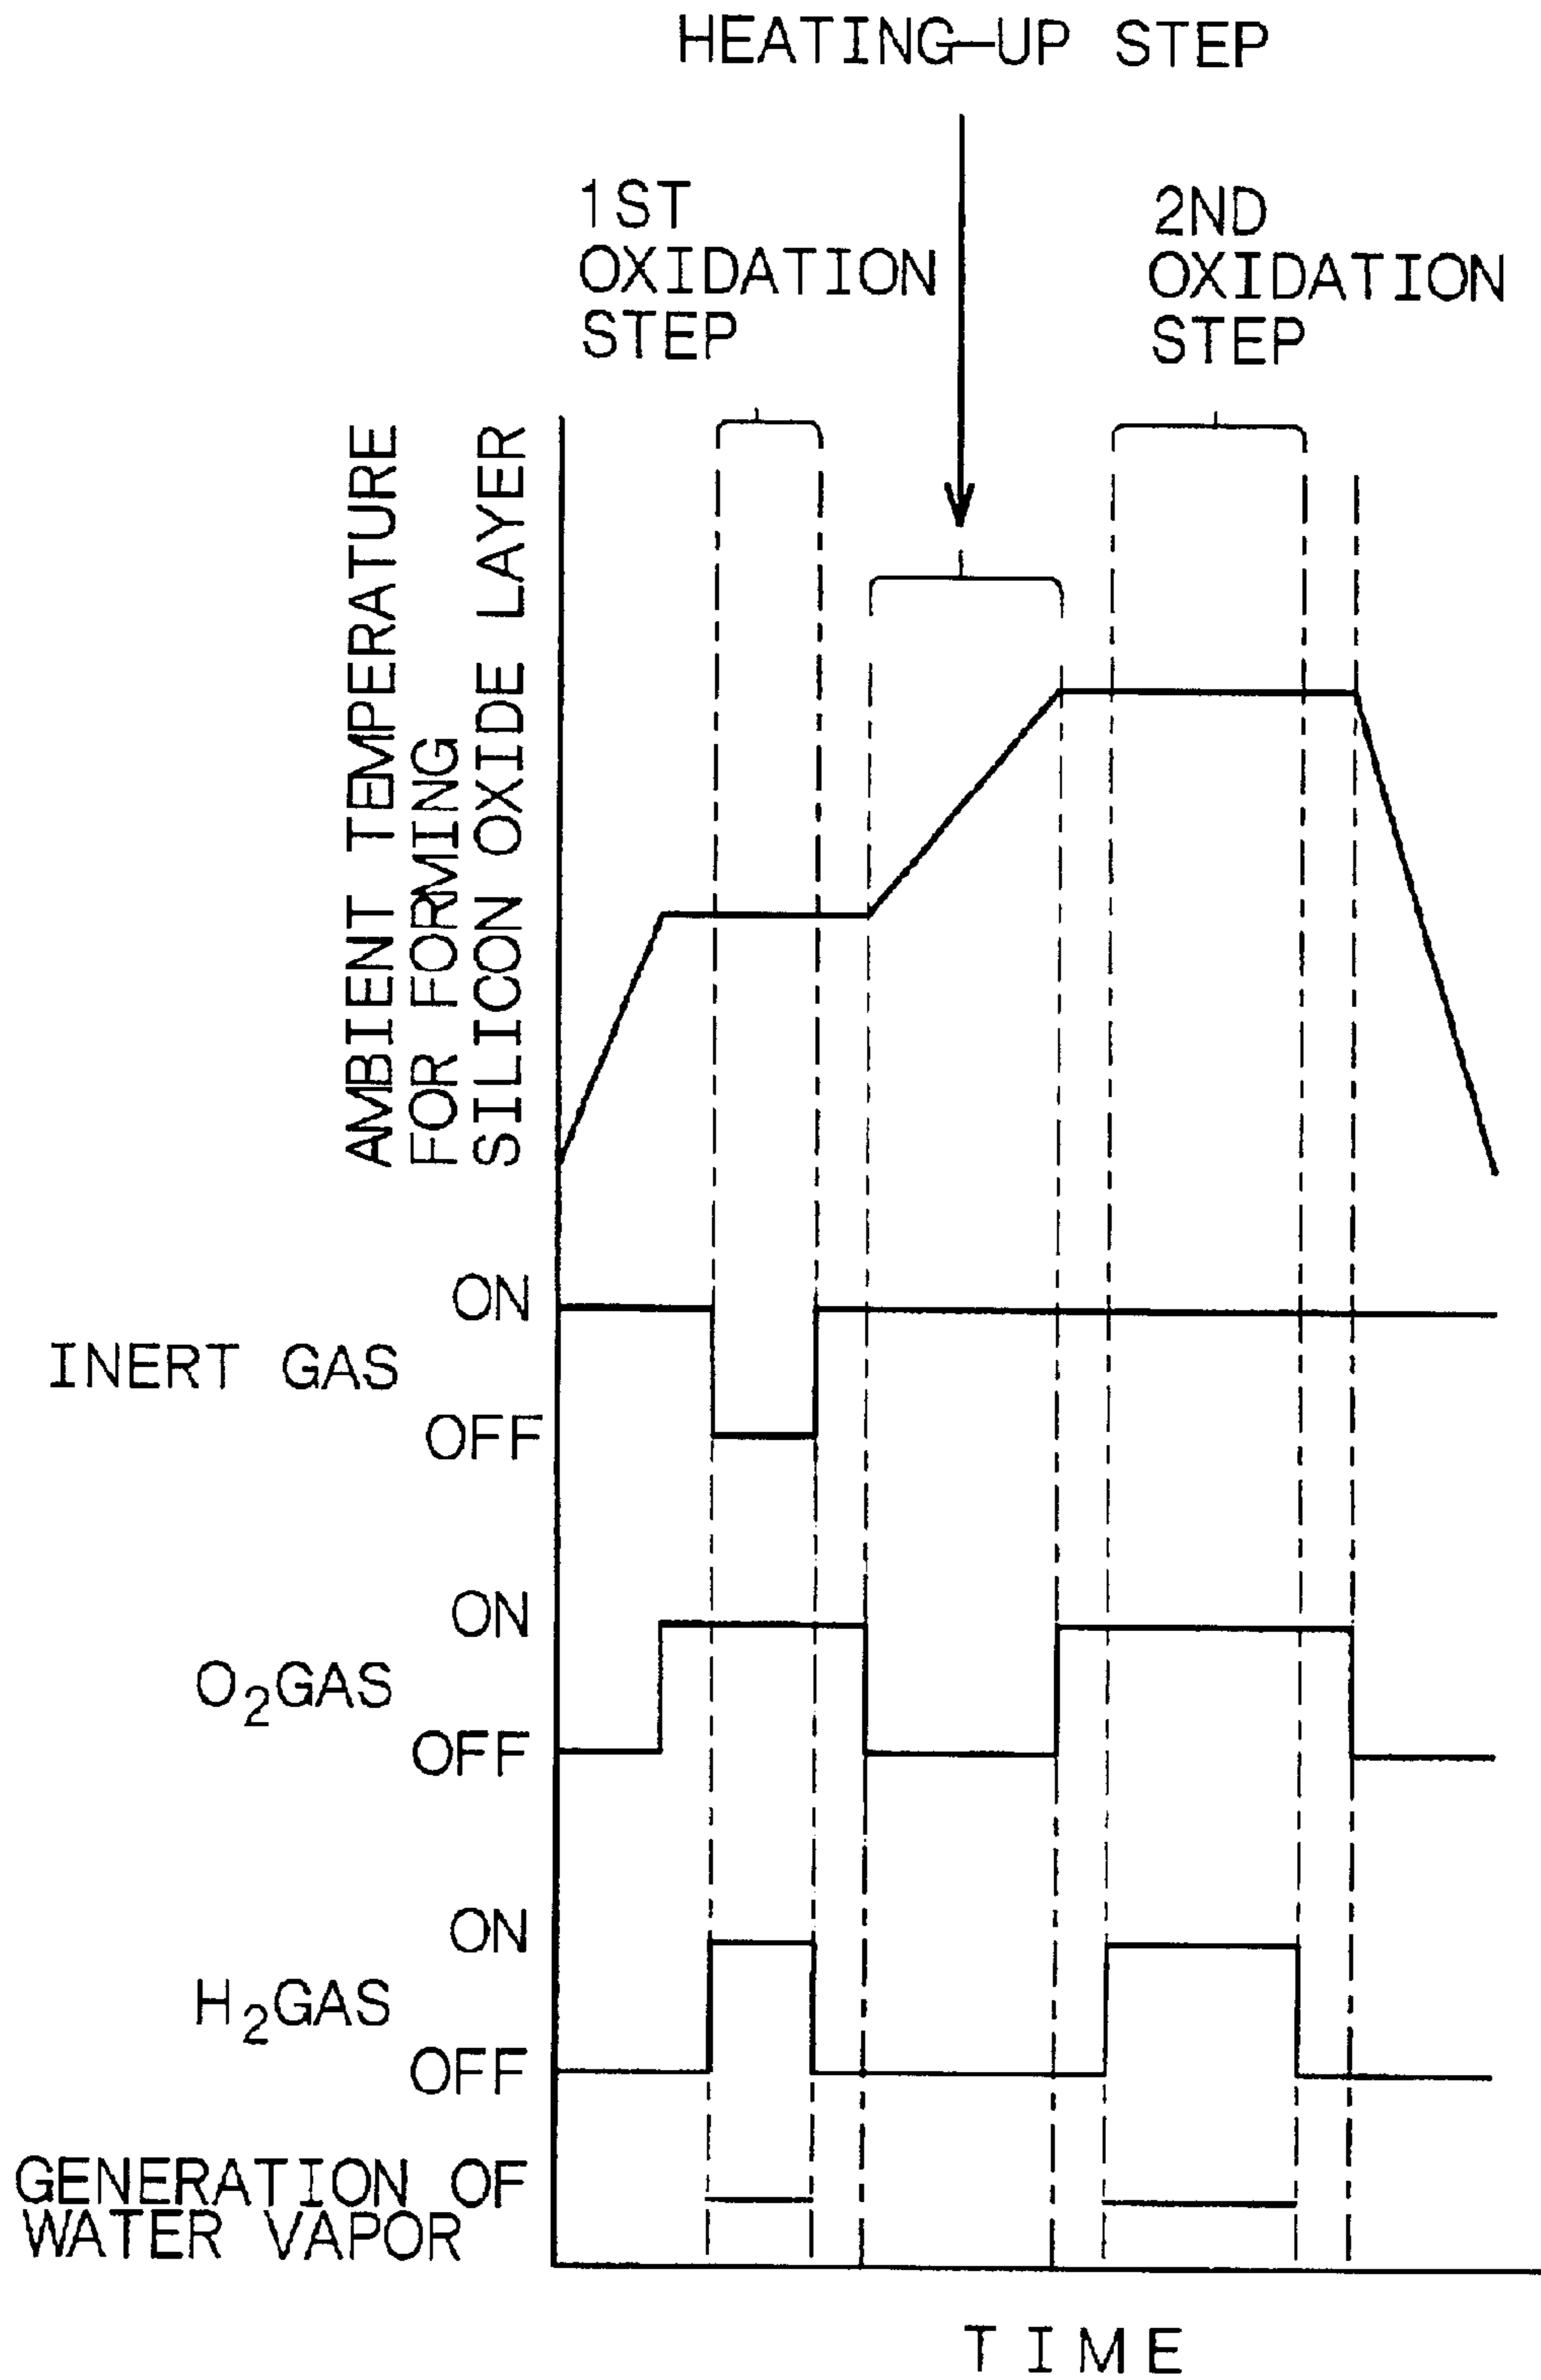 HEATING-UP STEP
1ST
OXIDATION
STEP
2ND
OXIDATION
STEP
AMBIENT TEMPERATURE
FOR FORMING
SILICON OXIDE LAYER
ON
INERT GAS
OFF
ON
O2GAS
OFF
ON
H2GAS
OFF
GENERATION OF
WATER VAPOR
TIME